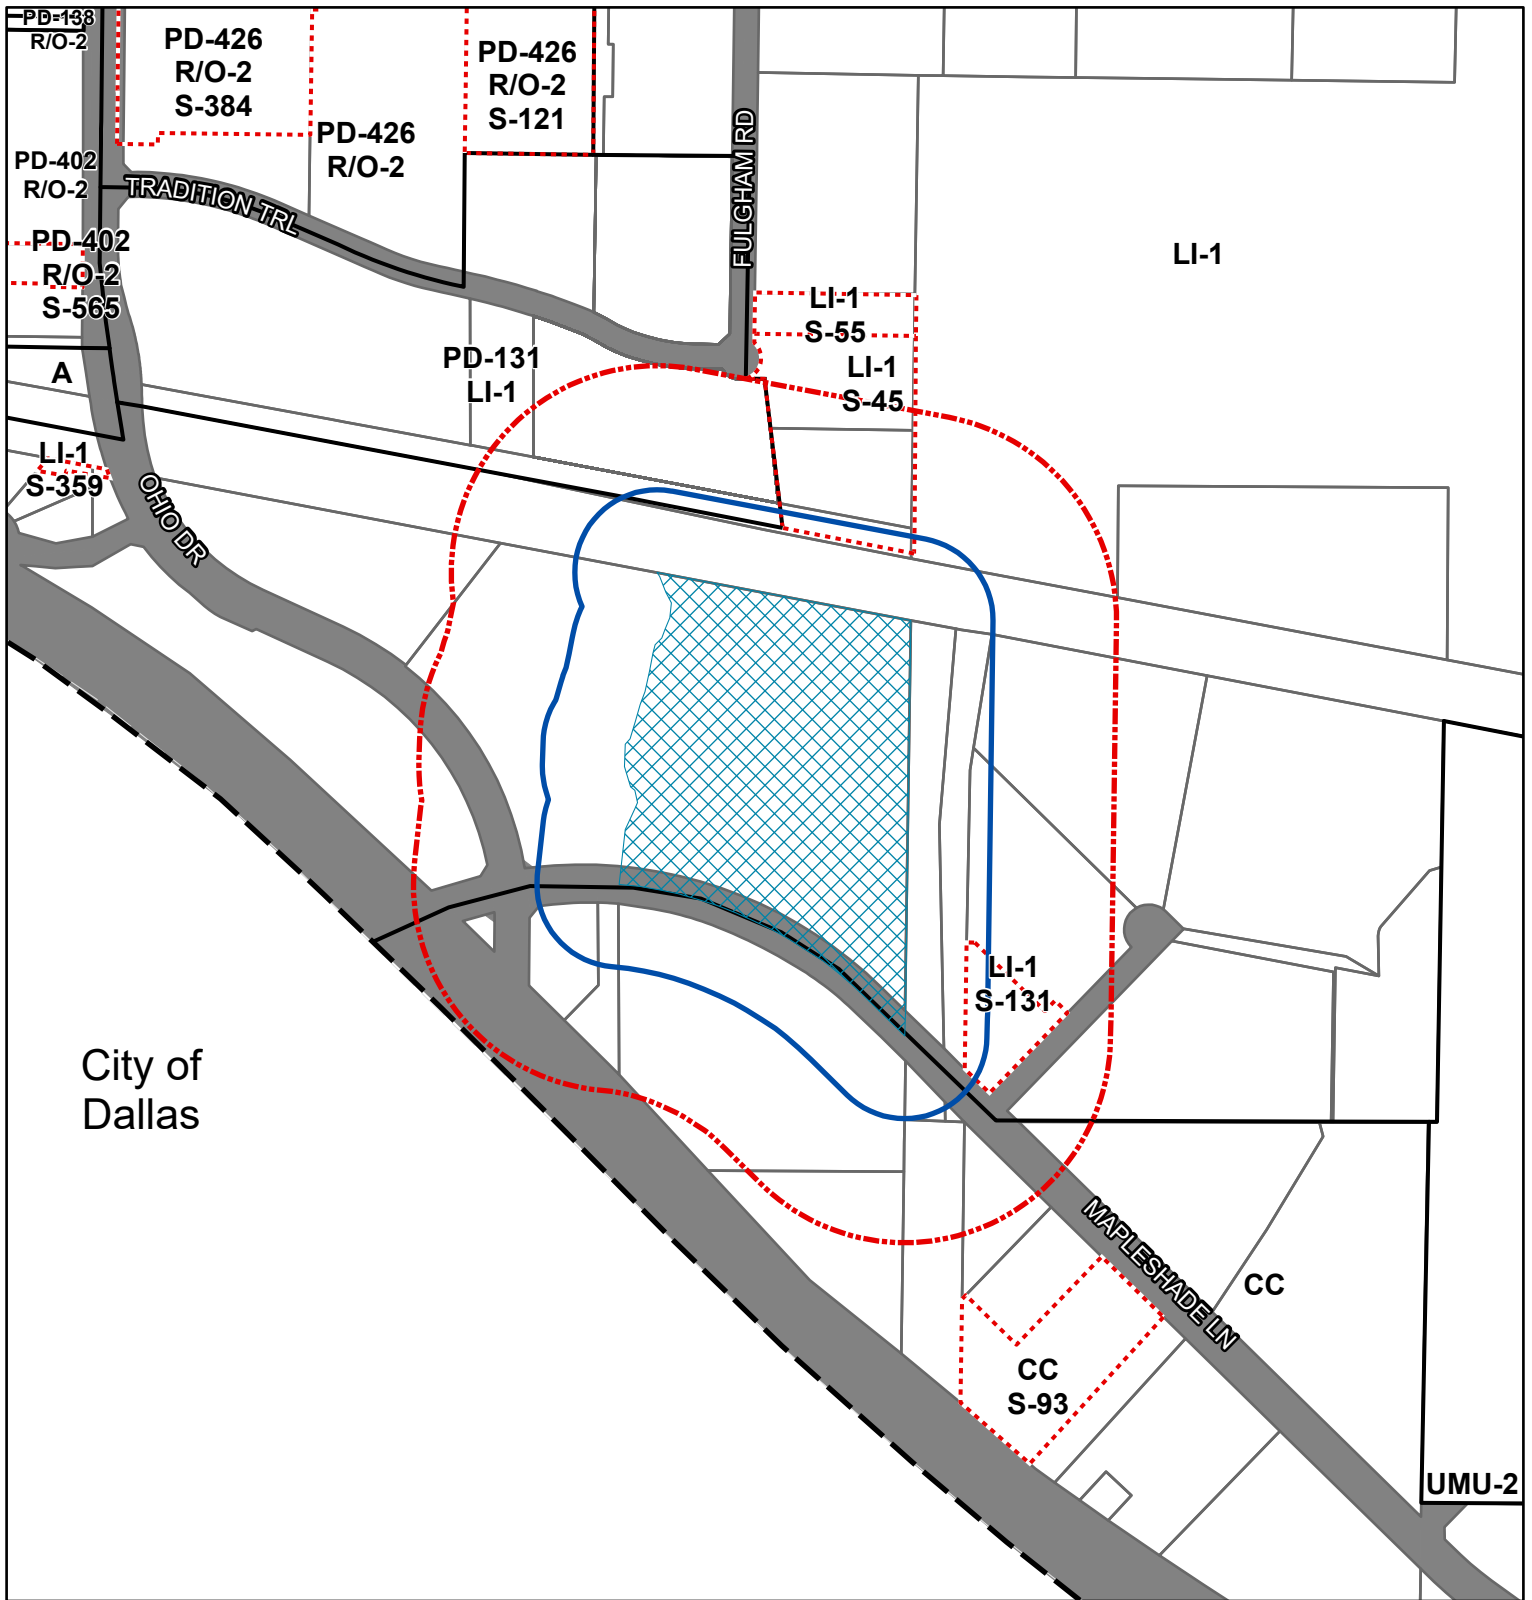 PD-138
R/O-2
PD-426
R/O-2
S-384
PD-426
R/O-2
S-121
PD-426
R/O-2
PD-402
R/O-2
TRADITION TRL
FULGHAM RD
PD-402
R/O-2
S-565
LI-1
LI-1
S-55
LI-1
S-45
PD-131
LI-1
A
LI-1
S-359
OHIO DR
LI-1
S-131
City of
Dallas
MAPLESHADE LN
CC
CC
S-93
UMU-2